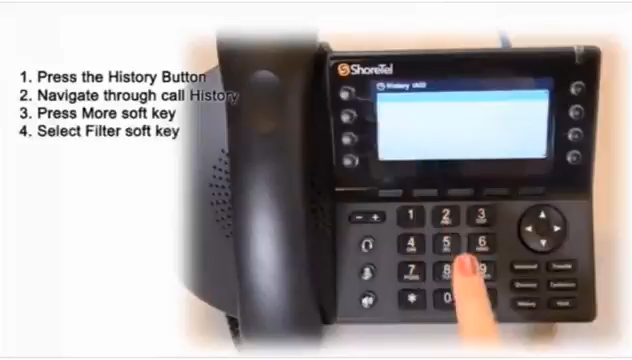 1. Press the History Button
2. Navigate through call History
3. Press More soft key
4. Select Filter soft key
ShoreTel
History
1
2
3
4
5
6
7
8
9
*
0